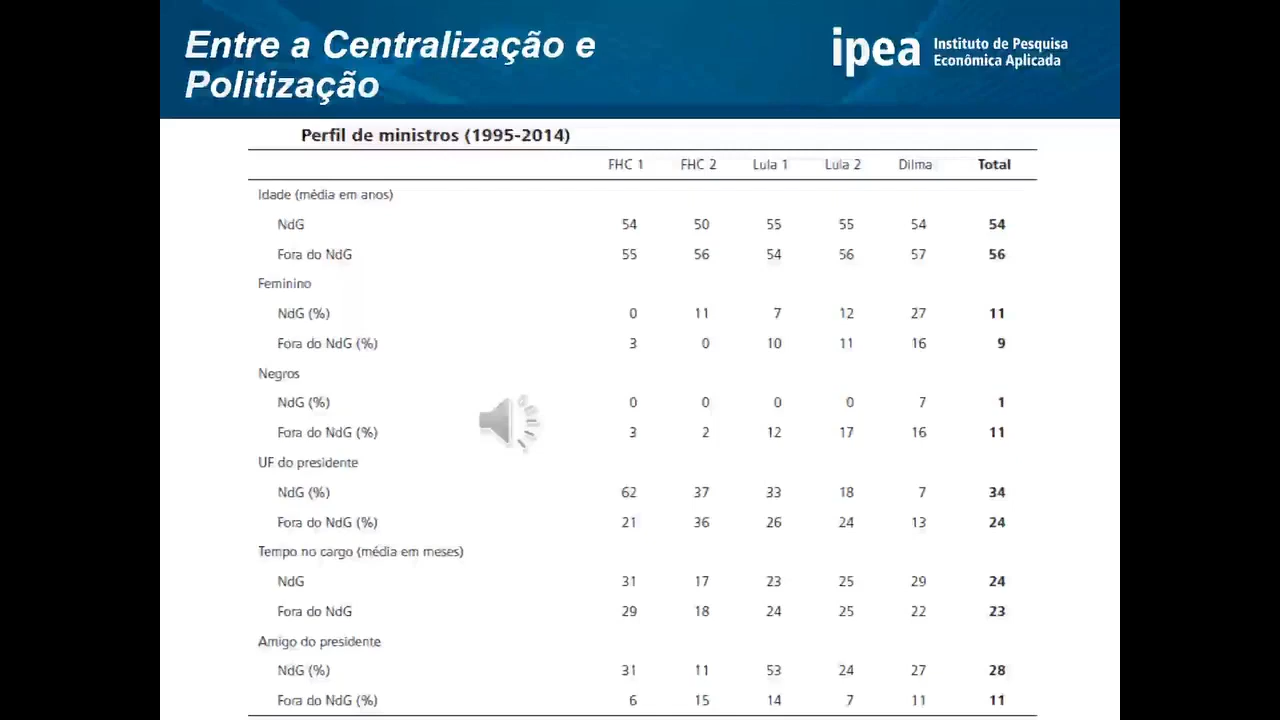 Entre a Centralização e
Politização
ipea Instituto de Pesquisa
Econômica Aplicada
Perfil de ministros (1995-2014)
FHC 1 FHC 2 Lula 1 Lula 2 Dilma Total
Idade (média em anos)
NdG 54 50 55 55 54 54
Fora do NdG 55 56 54 56 57 56
Feminino
NdG (%) 0 11 7 12 27 11
Fora do NdG (%) 3 0 10 11 16 9
Negros
NdG (%) 0 0 0 0 7 1
Fora do NdG (%) 3 2 12 17 16 11
UF do presidente
NdG (%) 62 37 33 18 7 34
Fora do NdG (%) 21 36 26 24 13 24
Tempo no cargo (média em meses)
NdG 31 17 23 25 29 24
Fora do NdG 29 18 24 25 22 23
Amigo do presidente
NdG (%) 31 11 53 24 27 28
Fora do NdG (%) 6 15 14 7 11 11